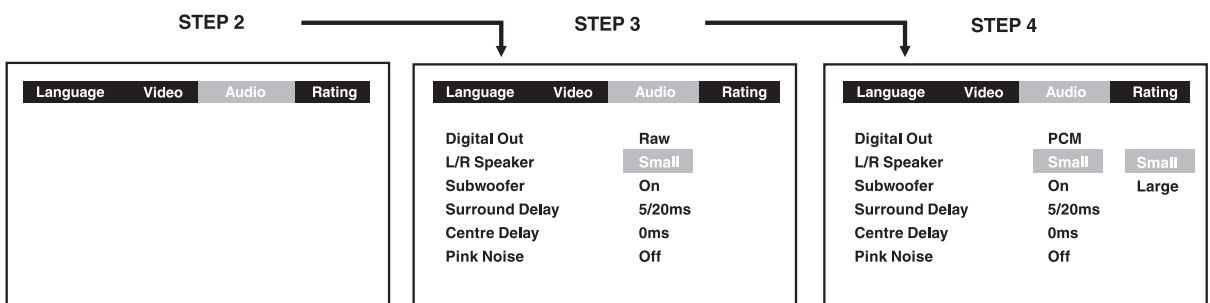 STEP 2 STEP 3 STEP 4
Language Video Audio Rating
Language Video Audio Rating
Digital Out Raw
L/R Speaker Small
Subwoofer On
Surround Delay 5/20ms
Centre Delay 0ms
Pink Noise Off
Language Video Audio Rating
Digital Out PCM
L/R Speaker Small Small
Subwoofer On Large
Surround Delay 5/20ms
Centre Delay 0ms
Pink Noise Off